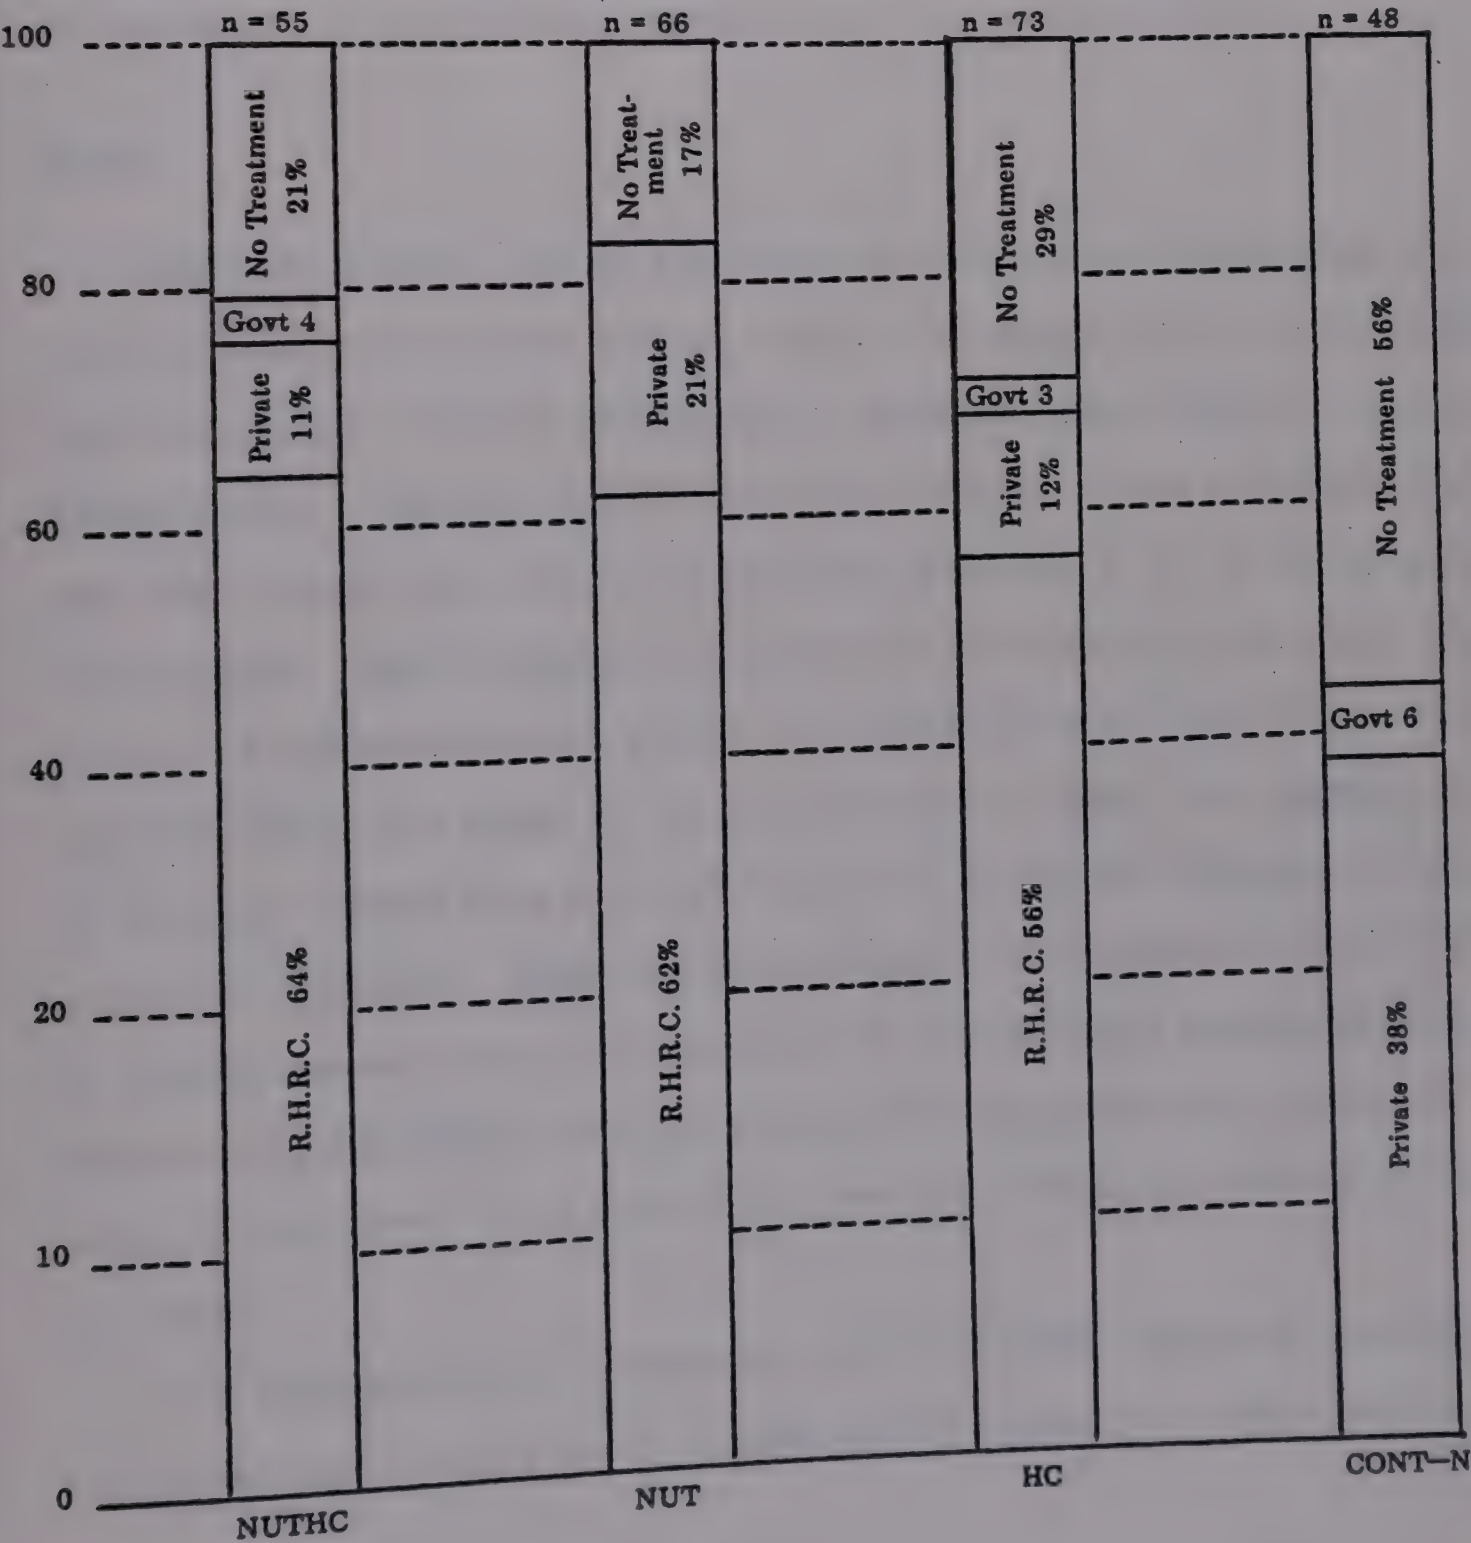 n = 55
n = 66
n = 73
n = 48
100
80
60
40
20
10
0
No Treatment
21%
Govt 4
Private
11%
R.H.R.C. 64%
NUTHC
No Treat-
ment
17%
Private
21%
R.H.R.C. 62%
NUT
No Treatment
29%
Govt 3
Private
12%
R.H.R.C. 56%
HC
No Treatment 56%
Govt 6
Private 38%
CONT-N